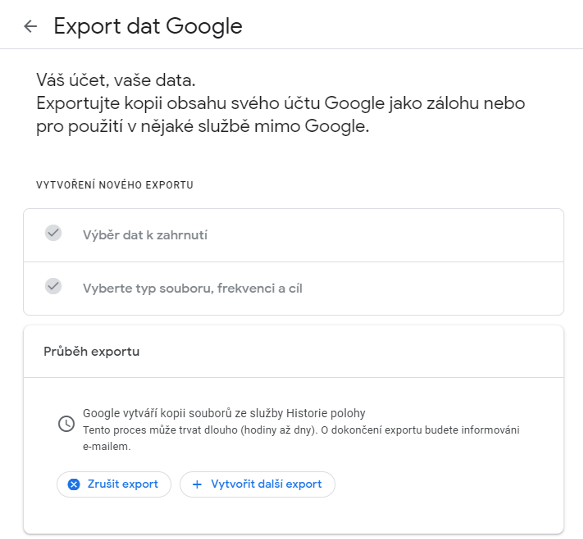 Export dat Google
Váš účet, vaše data.
Exportujte kopii obsahu svého účtu Google jako zálohu nebo
pro použití v nějaké službě mimo Google.
VYTVOŘENÍ NOVÉHO EXPORTU
Výběr dat k zahrnutí
Vyberte typ souboru, frekvenci a cíl
Průběh exportu
Google vytváří kopii souborů ze služby Historie polohy
Tento proces může trvat dlouho (hodiny až dny). O dokončení exportu budete informováni
e-mailem.
Zrušit export
Vytvořit další export